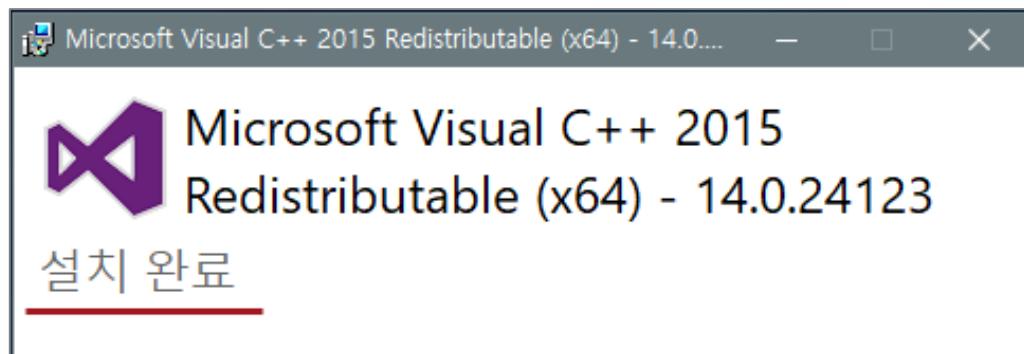 Microsoft Visual C++ 2015 Redistributable (x64) - 14.0....
Microsoft Visual C++ 2015
Redistributable (x64) - 14.0.24123
설치 완료